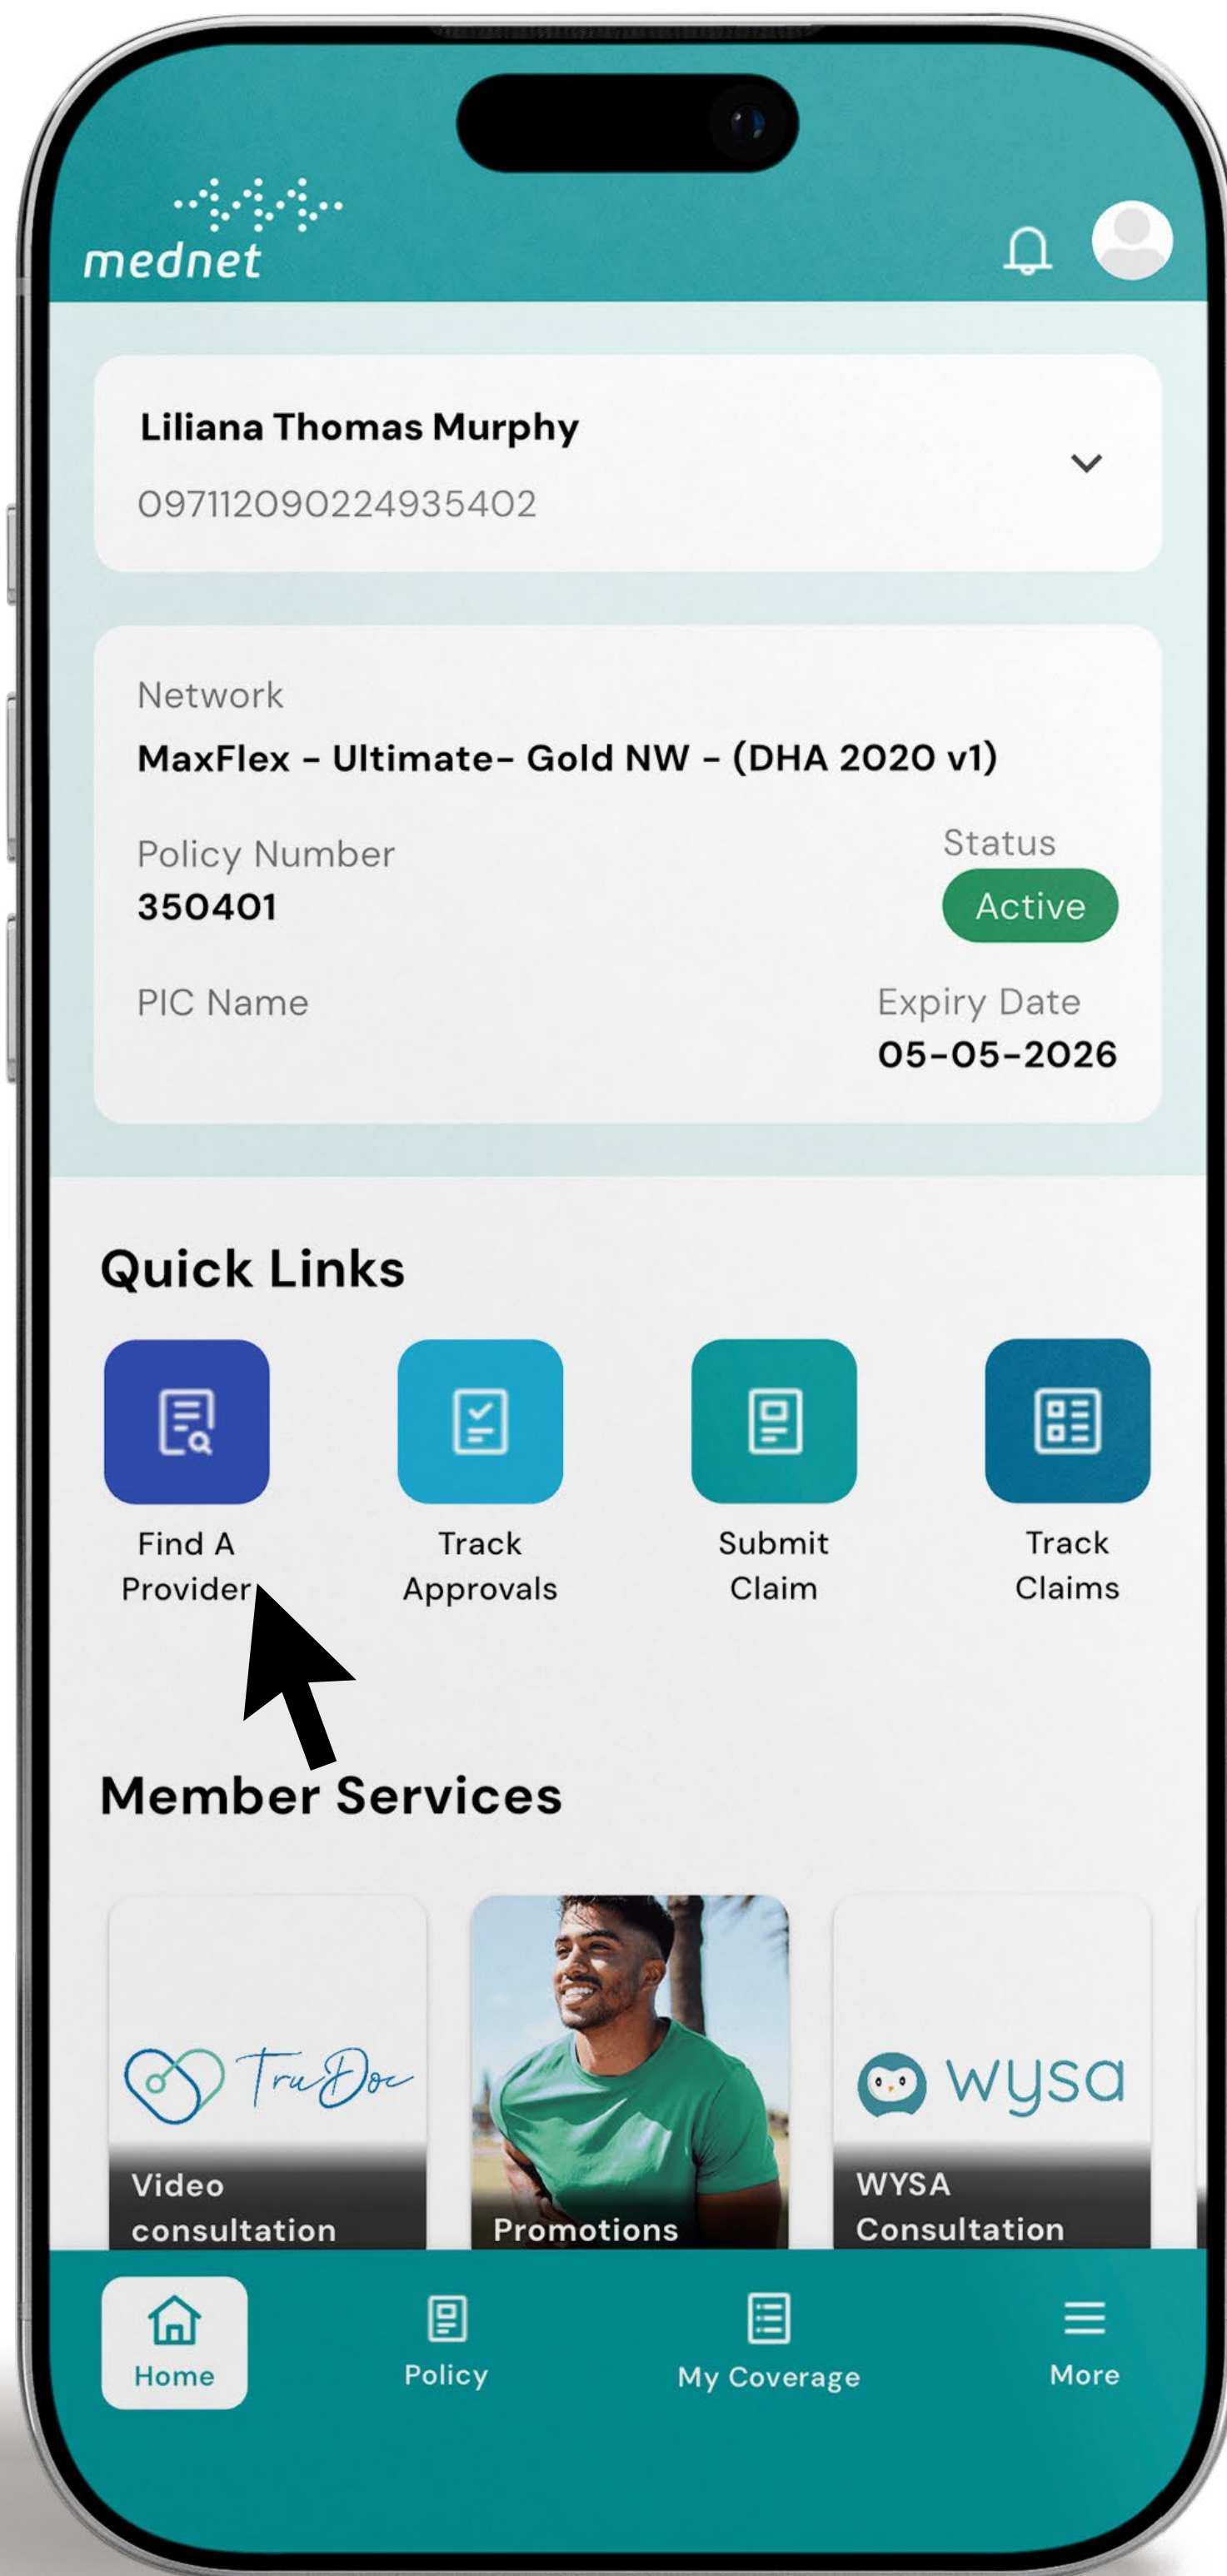 mednet
Liliana Thomas Murphy
097112090224935402
Network
MaxFlex - Ultimate- Gold NW - (DHA 2020 v1)
Policy Number
350401
Status
Active
PIC Name
Expiry Date
05-05-2026
Quick Links
Find A
Provider
Track
Approvals
Submit
Claim
Track
Claims
Member Services
TruDoc
Video
consultation
Promotions
wysa
WYSA
Consultation
Home
Policy
My Coverage
More